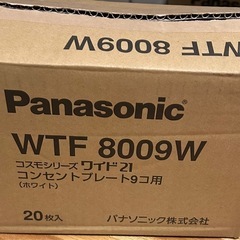 WTF 8009W
Panasonic
WTF 8009W
コスモシリーズ ワイド21
コンセントプレート9コ用
(ホワイト)
20枚入
パナソニック株式会社